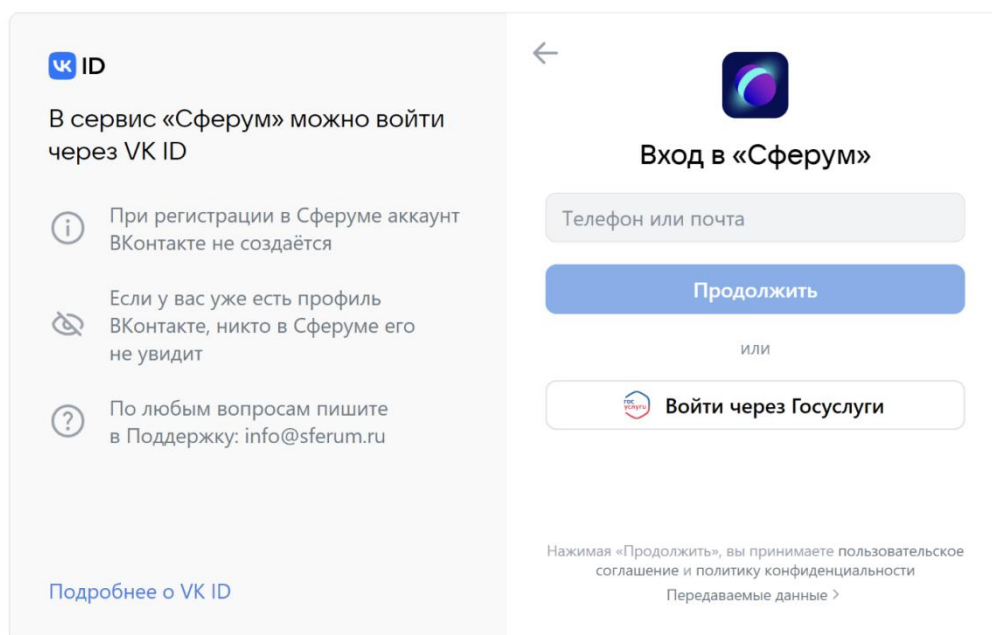 VK ID
В сервис «Сферум» можно войти
через VK ID
При регистрации в Сферуме аккаунт
ВКонтакте не создаётся
Если у вас уже есть профиль
ВКонтакте, никто в Сферуме его
не увидит
По любым вопросам пишите
в Поддержку: info@sferum.ru
Подробнее о VK ID
Вход в «Сферум»
Телефон или почта
Продолжить
или
гос
услуги
Войти через Госуслуги
Нажимая «Продолжить», вы принимаете пользовательское
соглашение и политику конфиденциальности
Передаваемые данные >